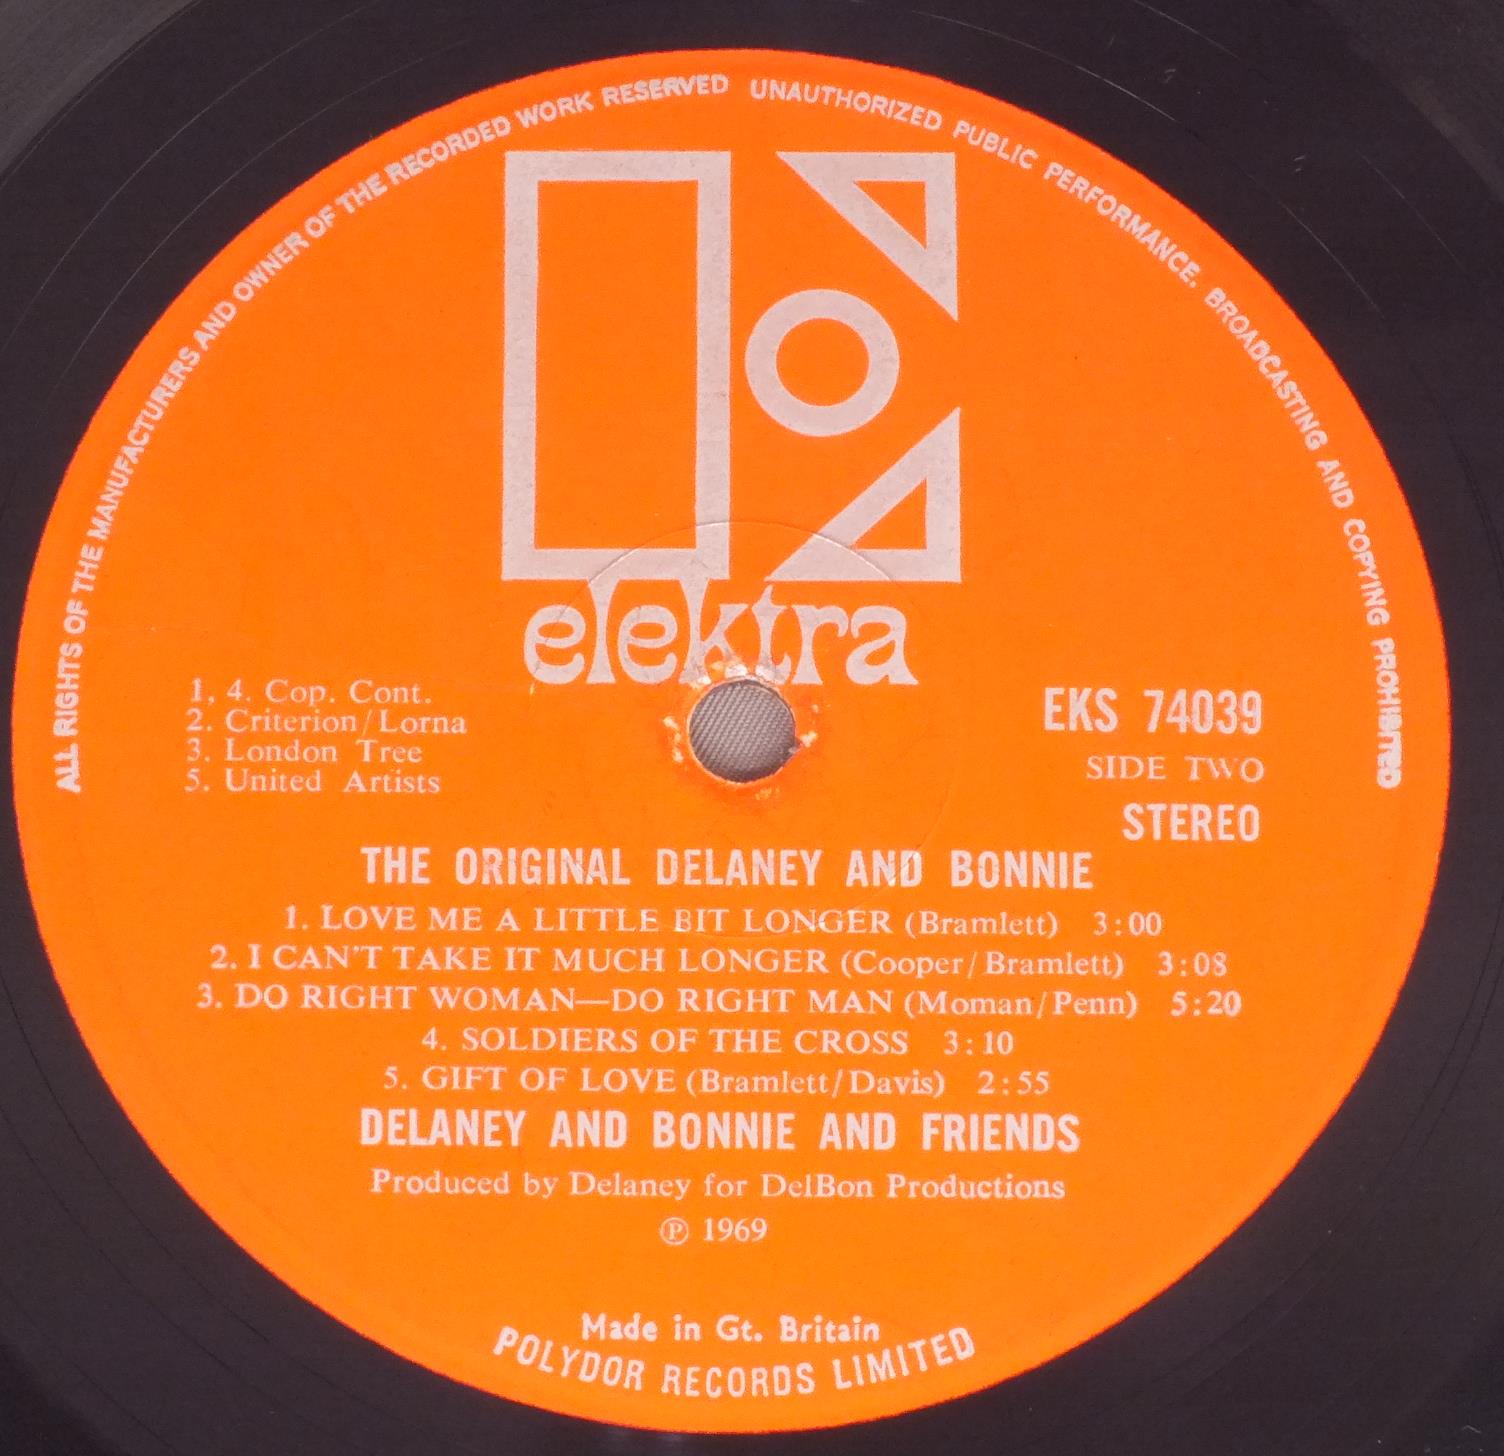 ALL RIGHTS OF THE MANUFACTURERS AND OWNER OF THE RECORDED WORK RESERVED UNAUTHORIZED PUBLIC PERFORMANCE, BROADCASTING AND COPYING PROHIBITED
elektra
1, 4. Cop. Cont.
2. Criterion/Lorna
3. London Tree
5. United Artists
EKS 74039
SIDE TWO
STEREO
THE ORIGINAL DELANEY AND BONNIE
1. LOVE ME A LITTLE BIT LONGER (Bramlett) 3:00
2. I CAN'T TAKE IT MUCH LONGER (Cooper/Bramlett) 3:08
3. DO RIGHT WOMAN—DO RIGHT MAN (Moman/Penn) 5:20
4. SOLDIERS OF THE CROSS 3:10
5. GIFT OF LOVE (Bramlett/Davis) 2:55
DELANEY AND BONNIE AND FRIENDS
Produced by Delaney for DelBon Productions
℗ 1969
Made in Gt. Britain
POLYDOR RECORDS LIMITED